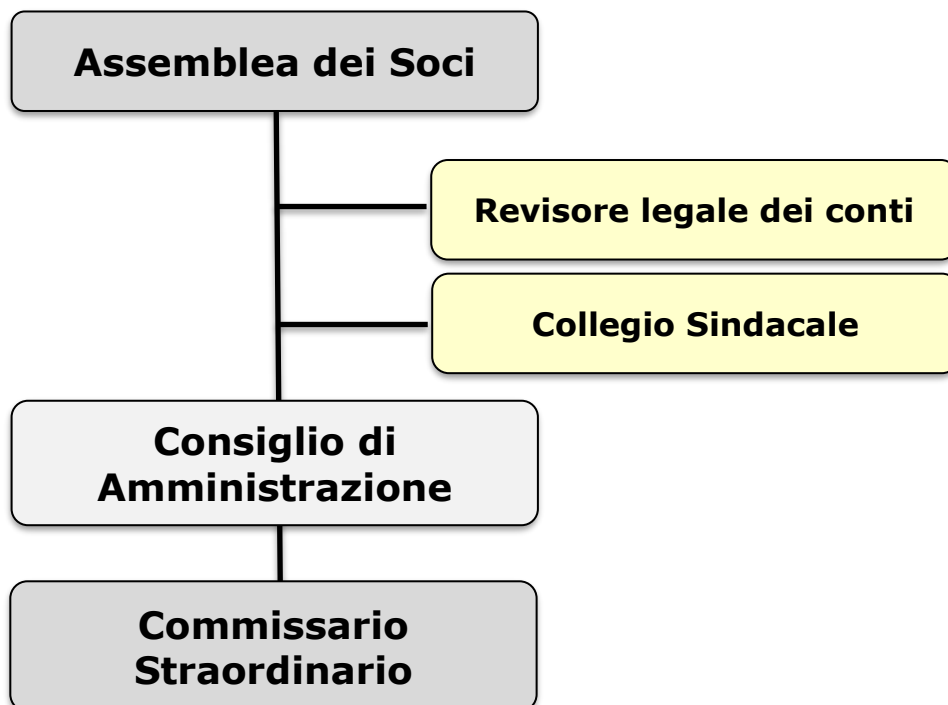 Assemblea dei Soci
Revisore legale dei conti
Collegio Sindacale
Consiglio di
Amministrazione
Commissario
Straordinario